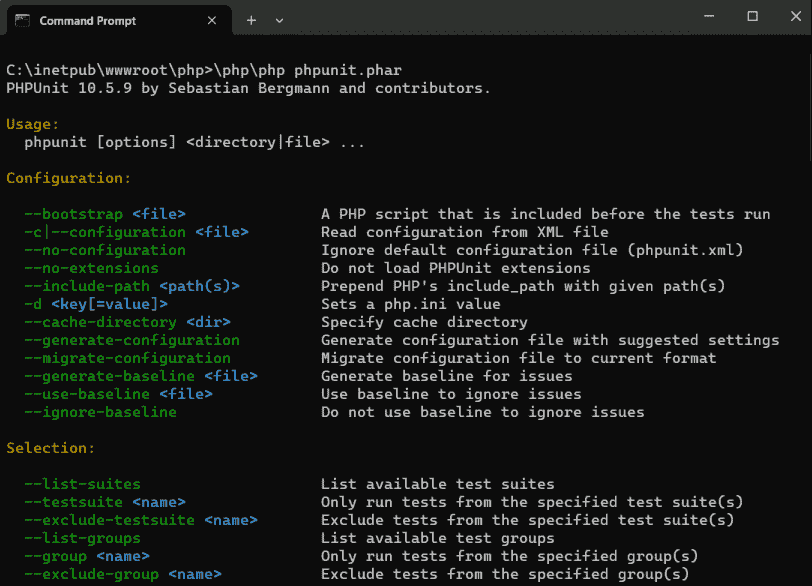 Command Prompt
C:\inetpub\wwwroot\php>\php\php phpunit.phar
PHPUnit 10.5.9 by Sebastian Bergmann and contributors.
Usage:
phpunit [options] <directory|file> ...
Configuration:
--bootstrap <file> A PHP script that is included before the tests run
-c|--configuration <file> Read configuration from XML file
--no-configuration Ignore default configuration file (phpunit.xml)
--no-extensions Do not load PHPUnit extensions
--include-path <path(s)> Prepend PHP's include_path with given path(s)
-d <key[=value]> Sets a php.ini value
--cache-directory <dir> Specify cache directory
--generate-configuration Generate configuration file with suggested settings
--migrate-configuration Migrate configuration file to current format
--generate-baseline <file> Generate baseline for issues
--use-baseline <file> Use baseline to ignore issues
--ignore-baseline Do not use baseline to ignore issues
Selection:
--list-suites List available test suites
--testsuite <name> Only run tests from the specified test suite(s)
--exclude-testsuite <name> Exclude tests from the specified test suite(s)
--list-groups List available test groups
--group <name> Only run tests from the specified group(s)
--exclude-group <name> Exclude tests from the specified group(s)